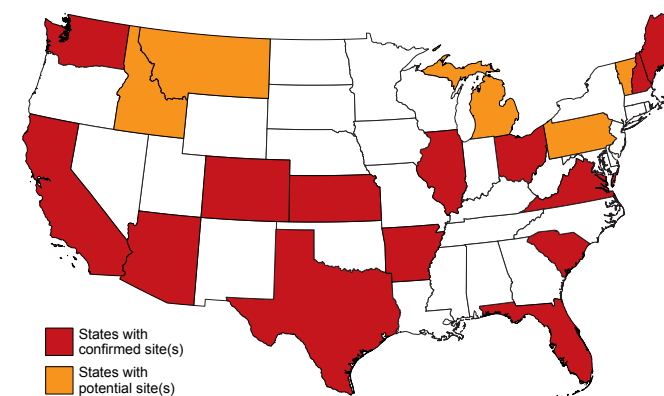 States with
confirmed site(s)
States with
potential site(s)